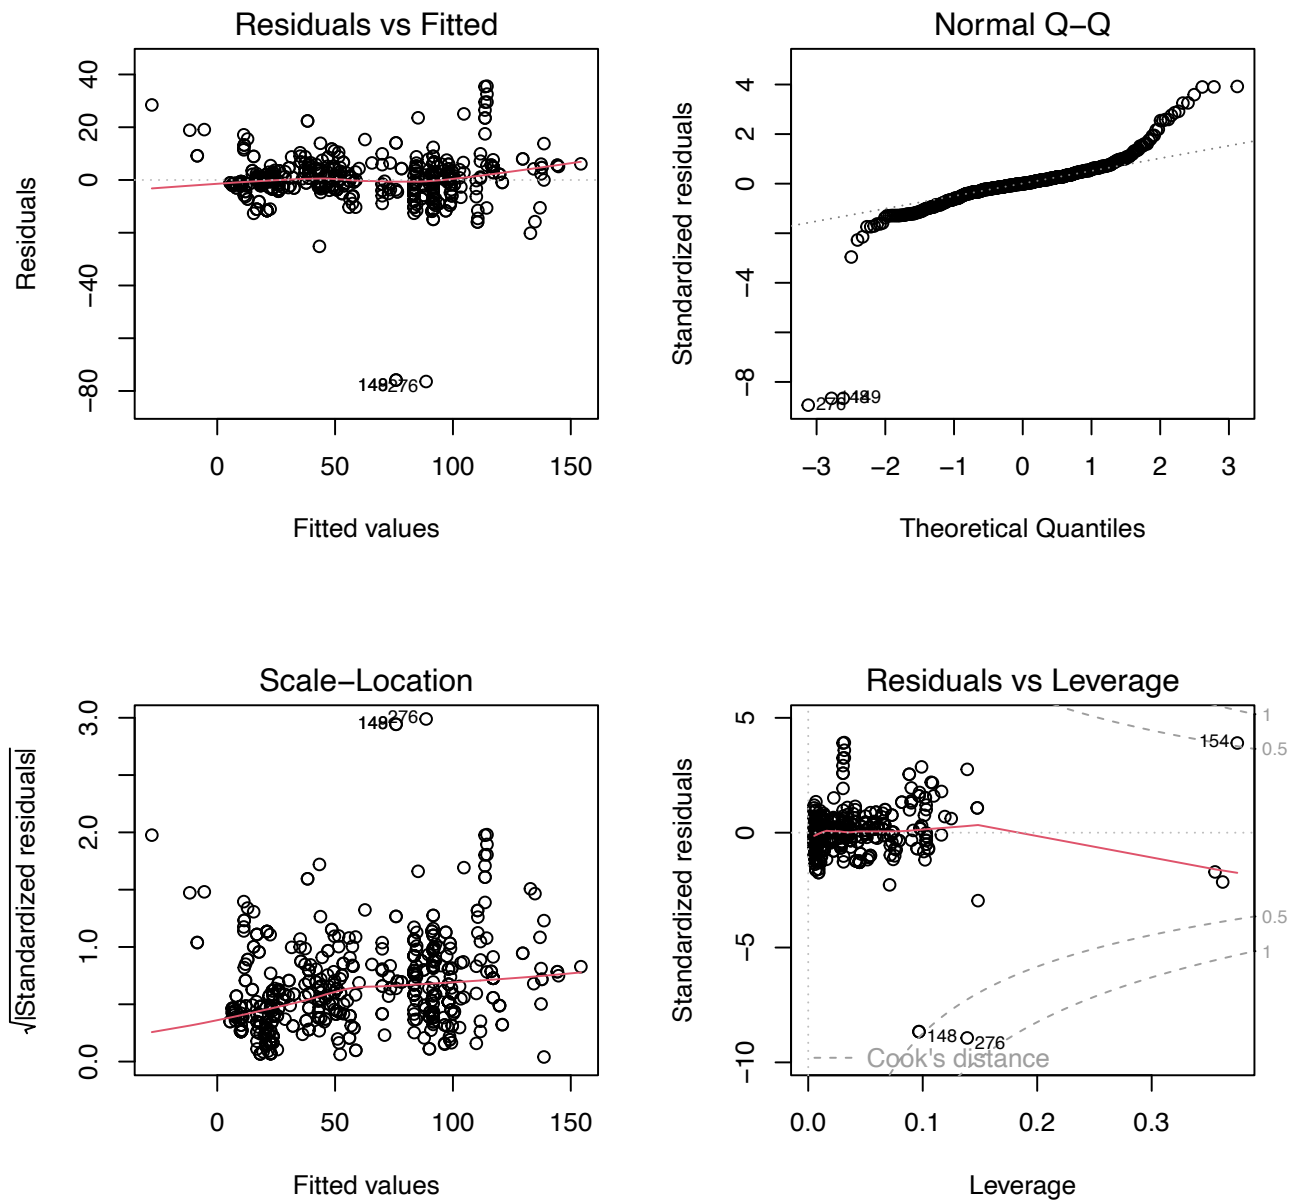 Residuals vs Fitted
Residuals
40
20
0
−40
−80
276
0 50 100 150
Fitted values
Normal Q−Q
Standardized residuals
4
2
0
−4
−8
276
149
−3 −2 −1 0 1 2 3
Theoretical Quantiles
Scale−Location
√|Standardized residuals|
3.0
2.0
1.0
0.0
276
0 50 100 150
Fitted values
Residuals vs Leverage
Standardized residuals
5
0
−5
−10
154
1
0.5
0.5
1
148
276
Cook's distance
0.0 0.1 0.2 0.3
Leverage